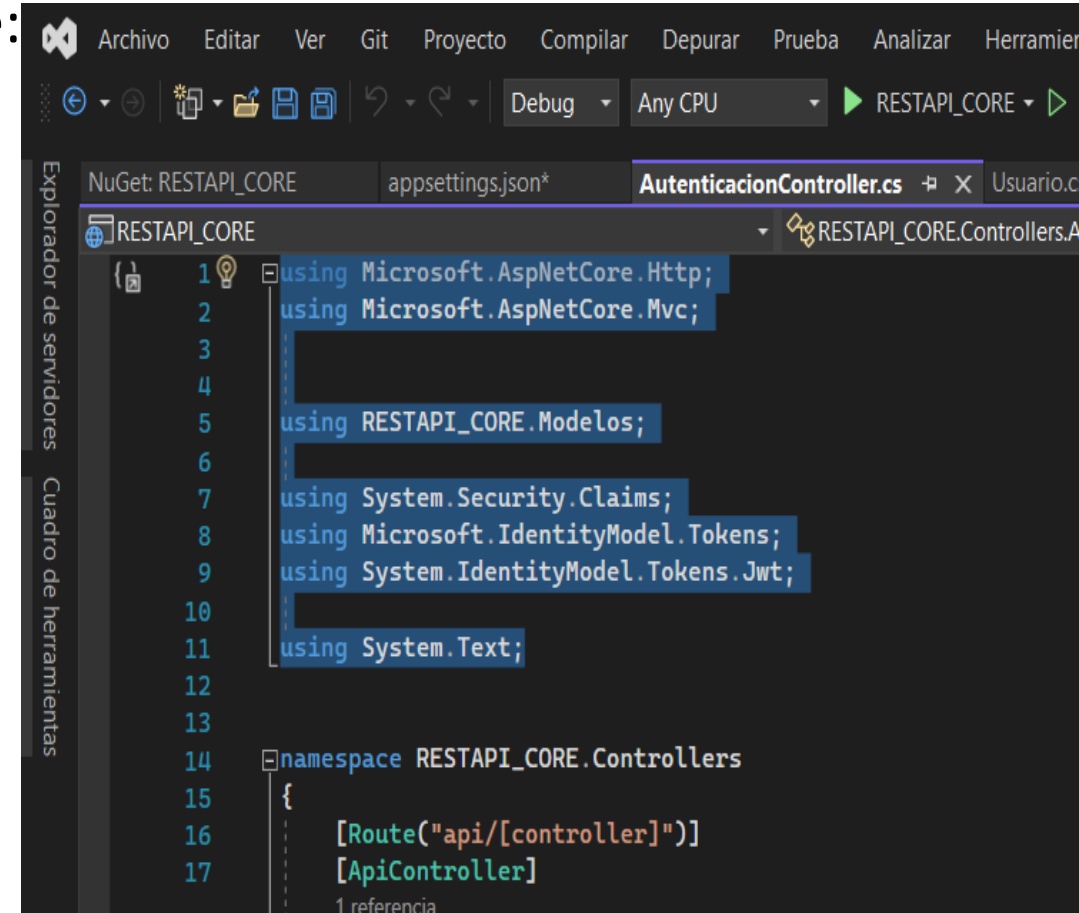 :
Archivo Editar Ver Git Proyecto Compilar Depurar Prueba Analizar Herramier
Debug Any CPU RESTAPI_CORE
NuGet: RESTAPI_CORE appsettings.json* AutenticacionController.cs Usuario.c
RESTAPI_CORE RESTAPI_CORE.Controllers.A
Explorador de servidores
Cuadro de herramientas
1 using Microsoft.AspNetCore.Http;
2 using Microsoft.AspNetCore.Mvc;
3
4
5 using RESTAPI_CORE.Modelos;
6
7 using System.Security.Claims;
8 using Microsoft.IdentityModel.Tokens;
9 using System.IdentityModel.Tokens.Jwt;
10
11 using System.Text;
12
13
14 namespace RESTAPI_CORE.Controllers
15 {
16 [Route("api/[controller]")]
17 [ApiController]
1 referencia